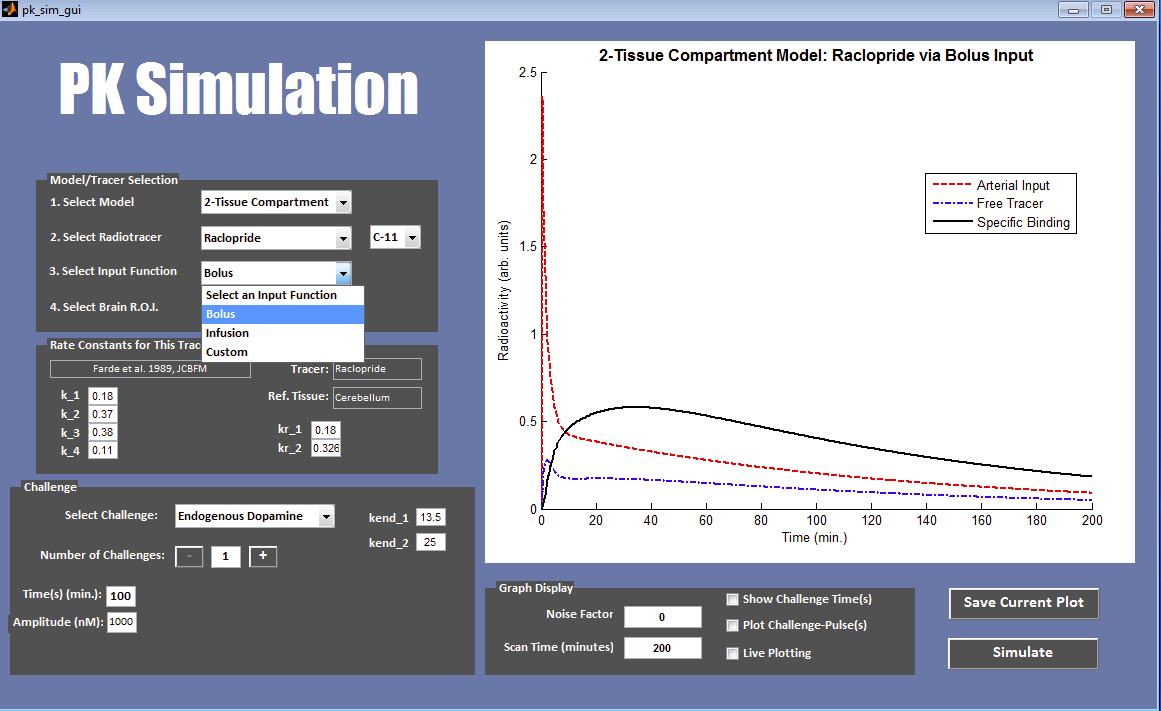 pk_sim_gui
PK Simulation
Model/Tracer Selection
1. Select Model
2-Tissue Compartment
2. Select Radiotracer
Raclopride
C-11
3. Select Input Function
Bolus
Select an Input Function
Bolus
Infusion
Custom
4. Select Brain R.O.I.
Rate Constants for This Trac
Farde et al. 1989, JCBFM
Tracer:
Raclopride
Ref. Tissue:
Cerebellum
k_1 0.18
k_2 0.37
k_3 0.38
k_4 0.11
kr_1 0.18
kr_2 0.326
Challenge
Select Challenge:
Endogenous Dopamine
kend_1 13.5
kend_2 25
Number of Challenges:
- 1 +
Time(s) (min.): 100
Amplitude (nM): 1000
2-Tissue Compartment Model: Raclopride via Bolus Input
Radioactivity (arb. units)
2.5
2
1.5
1
0.5
0
Arterial Input
Free Tracer
Specific Binding
0 20 40 60 80 100 120 140 160 180 200
Time (min.)
Graph Display
Noise Factor 0
Scan Time (minutes) 200
Show Challenge Time(s)
Plot Challenge-Pulse(s)
Live Plotting
Save Current Plot
Simulate